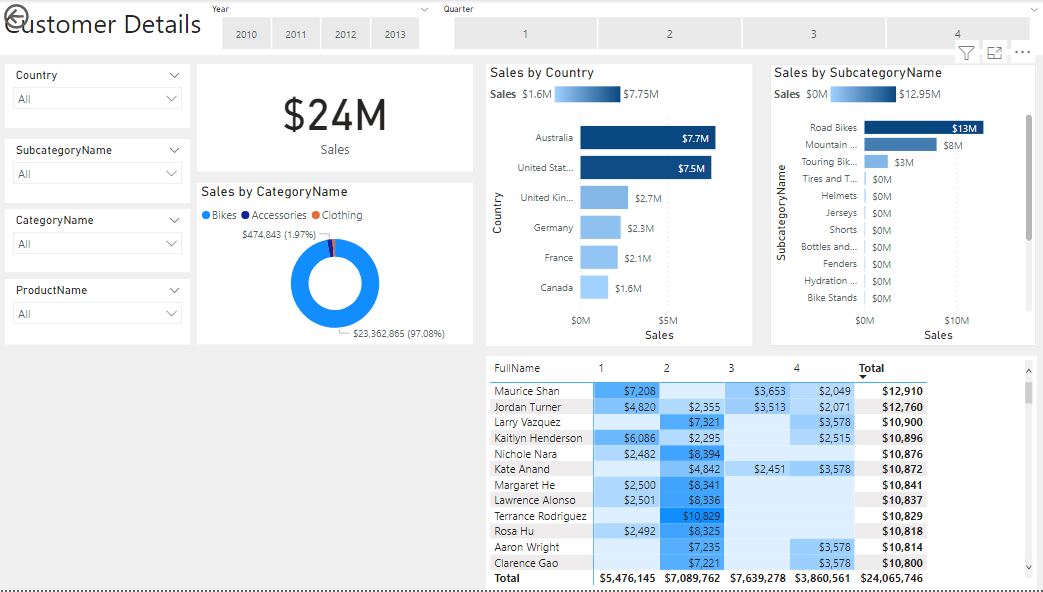 Customer Details
Year
2010 2011 2012 2013
Quarter
1 2 3 4
Country
All
SubcategoryName
All
CategoryName
All
ProductName
All
$24M
Sales
Sales by CategoryName
Bikes Accessories Clothing
$474,843 (1.97%)
$23,362,865 (97.08%)
Sales by Country
Sales $1.6M $7.75M
Country
Australia $7.7M
United Stat... $7.5M
United Kin... $2.7M
Germany $2.3M
France $2.1M
Canada $1.6M
$0M $5M
Sales
Sales by SubcategoryName
Sales $0M $12.95M
SubcategoryName
Road Bikes $13M
Mountain ... $8M
Touring Bik... $3M
Tires and T... $0M
Helmets $0M
Jerseys $0M
Shorts $0M
Bottles and... $0M
Fenders $0M
Hydration ... $0M
Bike Stands $0M
$0M $10M
Sales
FullName 1 2 3 4 Total
Maurice Shan $7,208 $3,653 $2,049 $12,910
Jordan Turner $4,820 $2,355 $3,513 $2,071 $12,760
Larry Vazquez $7,321 $3,578 $10,900
Kaitlyn Henderson $6,086 $2,295 $2,515 $10,896
Nichole Nara $2,482 $8,394 $10,876
Kate Anand $4,842 $2,451 $3,578 $10,872
Margaret He $2,500 $8,341 $10,841
Lawrence Alonso $2,501 $8,336 $10,837
Terrance Rodriguez $10,829 $10,829
Rosa Hu $2,492 $8,325 $10,818
Aaron Wright $7,235 $3,578 $10,814
Clarence Gao $7,221 $3,578 $10,800
Total $5,476,145 $7,089,762 $7,639,278 $3,860,561 $24,065,746